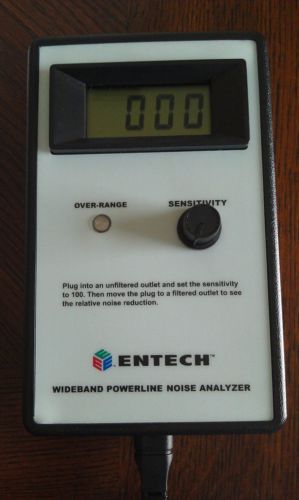 000
OVER-RANGE SENSITIVITY
Plug into an unfiltered outlet and set the sensitivity
to 100. Then move the plug to a filtered outlet to see
the relative noise reduction.
ENTECH™
WIDEBAND POWERLINE NOISE ANALYZER